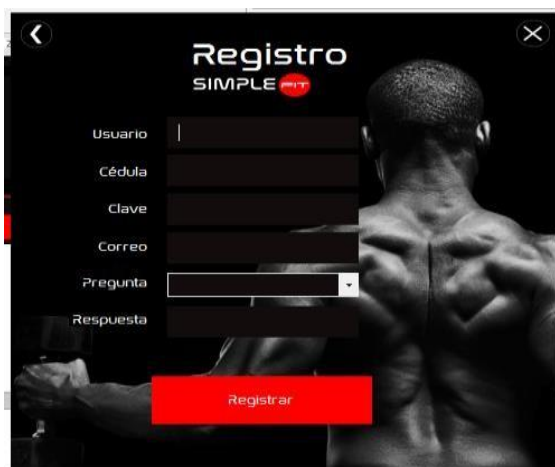 Registro
SIMPLE FIT
Usuario
Cédula
Clave
Correo
Pregunta
Respuesta
Registrar